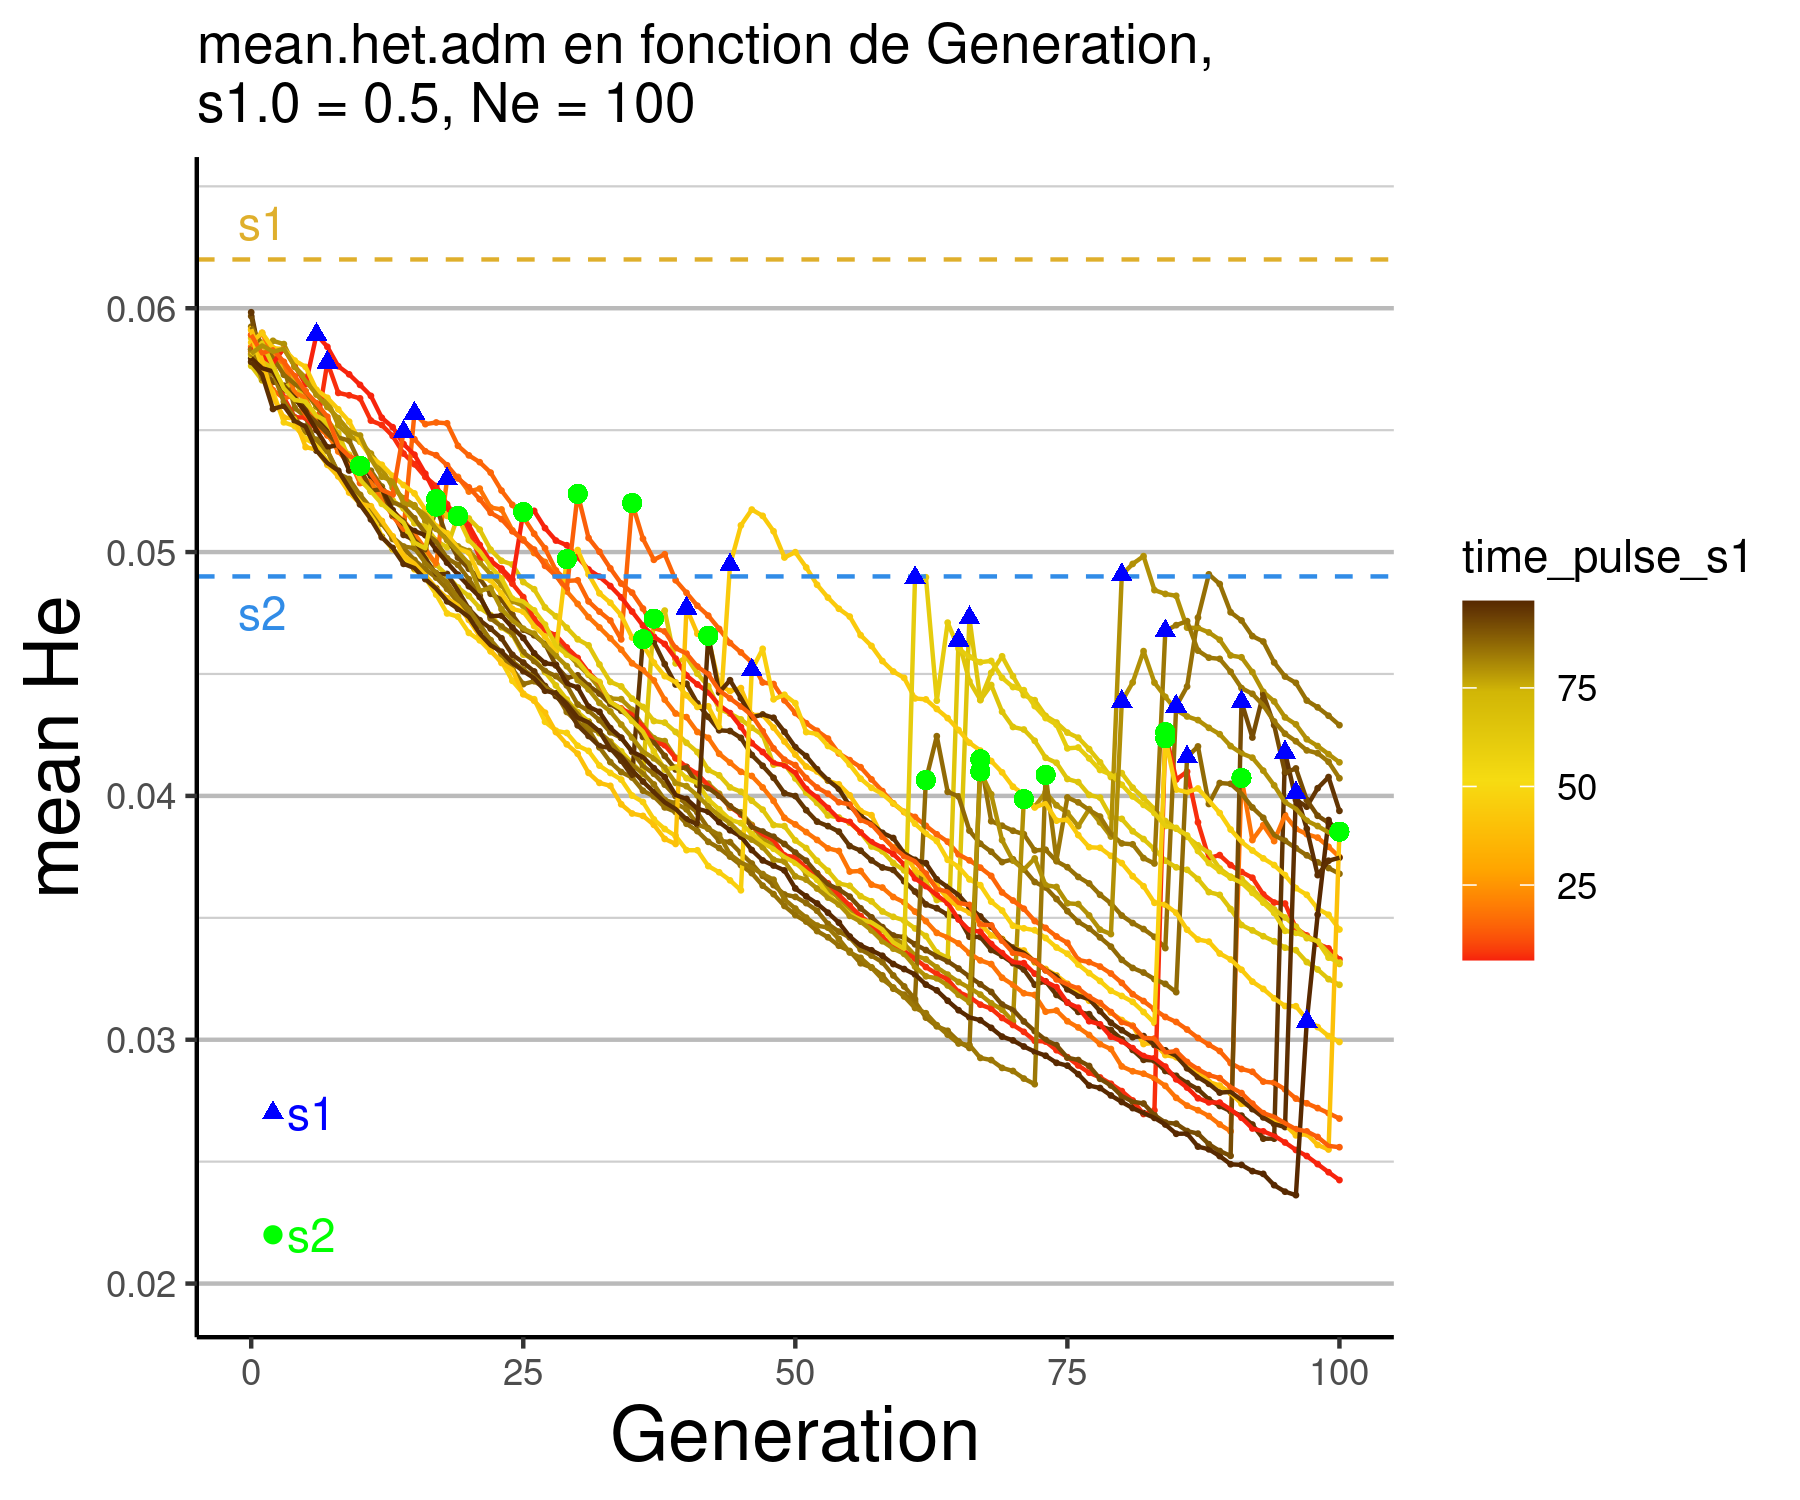 mean.het.adm en fonction de Generation,
s1.0 = 0.5, Ne = 100
s1
0.06
0.05
s2
0.04
0.03
s1
s2
0.02
0
25
50
75
100
mean He
Generation
time_pulse_s1
75
50
25